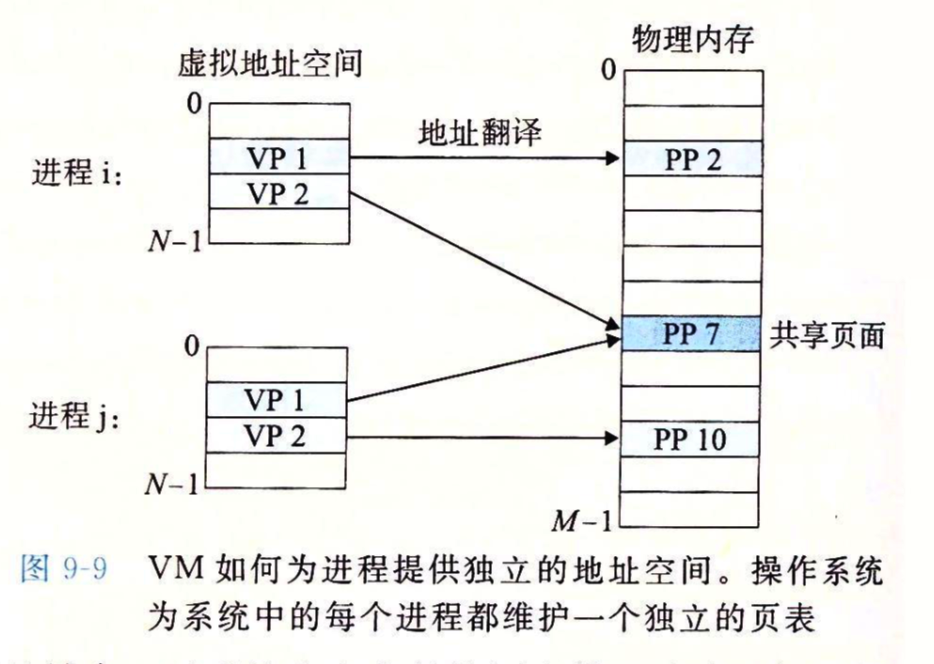 虚拟地址空间
物理内存
0
0
地址翻译
进程 i:
VP 1
PP 2
VP 2
N-1
PP 7
共享页面
0
进程 j:
VP 1
VP 2
PP 10
N-1
M-1
图 9-9 VM 如何为进程提供独立的地址空间。操作系统
为系统中的每个进程都维护一个独立的页表